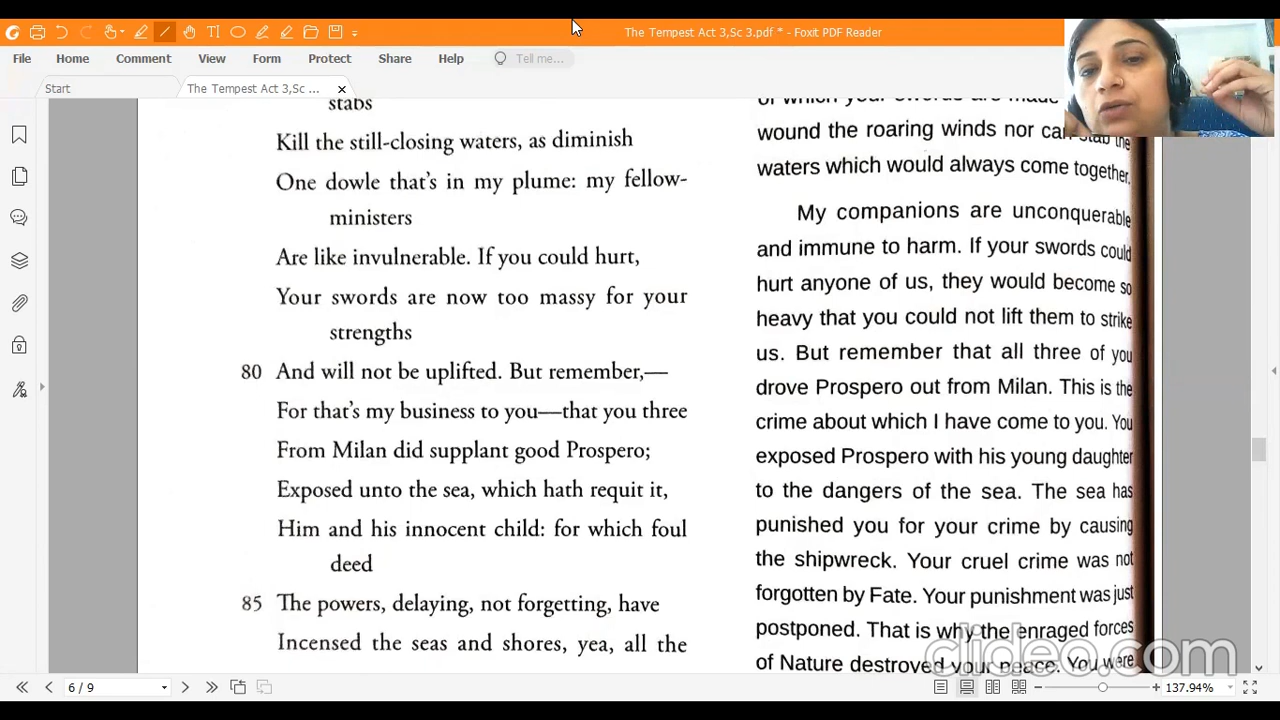 The Tempest Act 3,Sc 3.pdf * - Foxit PDF Reader
File Home Comment View Form Protect Share Help Tell me...
Start The Tempest Act 3,Sc ...
stabs
Kill the still-closing waters, as diminish
One dowle that's in my plume: my fellow-
ministers
Are like invulnerable. If you could hurt,
Your swords are now too massy for your
strengths
80 And will not be uplifted. But remember,—
For that's my business to you—that you three
From Milan did supplant good Prospero;
Exposed unto the sea, which hath requit it,
Him and his innocent child: for which foul
deed
85 The powers, delaying, not forgetting, have
Incensed the seas and shores, yea, all the
of which your swords are made
wound the roaring winds nor can stab the
waters which would always come together.
My companions are unconquerable
and immune to harm. If your swords could
hurt anyone of us, they would become so
heavy that you could not lift them to strike
us. But remember that all three of you
drove Prospero out from Milan. This is the
crime about which I have come to you. You
exposed Prospero with his young daughter
to the dangers of the sea. The sea has
punished you for your crime by causing
the shipwreck. Your cruel crime was not
forgotten by Fate. Your punishment was just
postponed. That is why the enraged forces
of Nature destroyed your peace. You were
clideo.com
6 / 9
137.94%